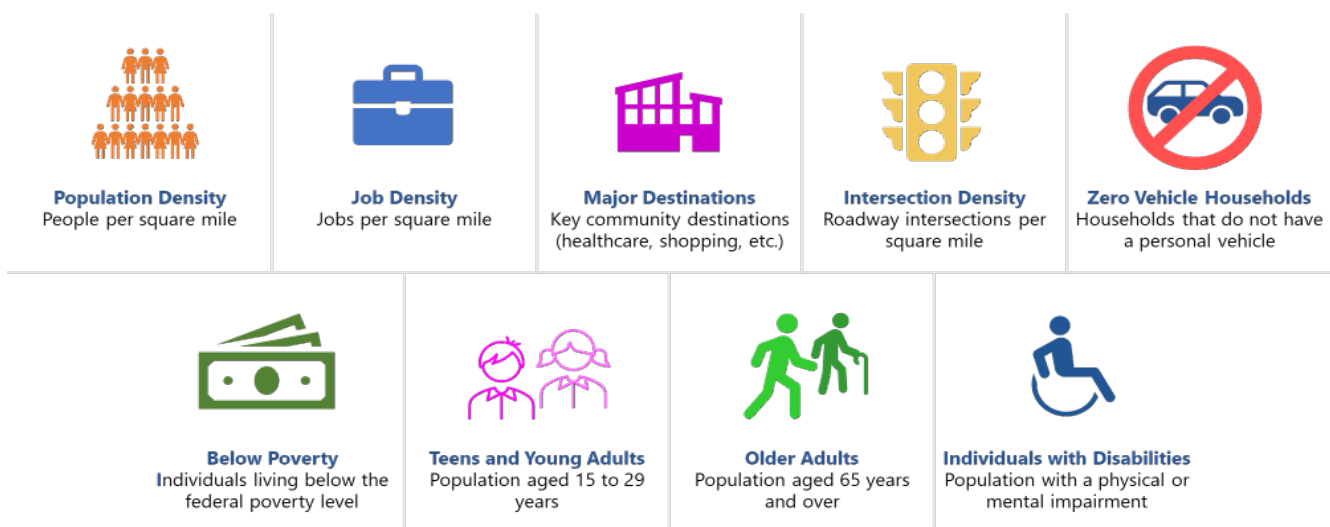 Population Density
People per square mile
Job Density
Jobs per square mile
Major Destinations
Key community destinations
(healthcare, shopping, etc.)
Intersection Density
Roadway intersections per
square mile
Zero Vehicle Households
Households that do not have
a personal vehicle
Below Poverty
Individuals living below the
federal poverty level
Teens and Young Adults
Population aged 15 to 29
years
Older Adults
Population aged 65 years
and over
Individuals with Disabilities
Population with a physical or
mental impairment